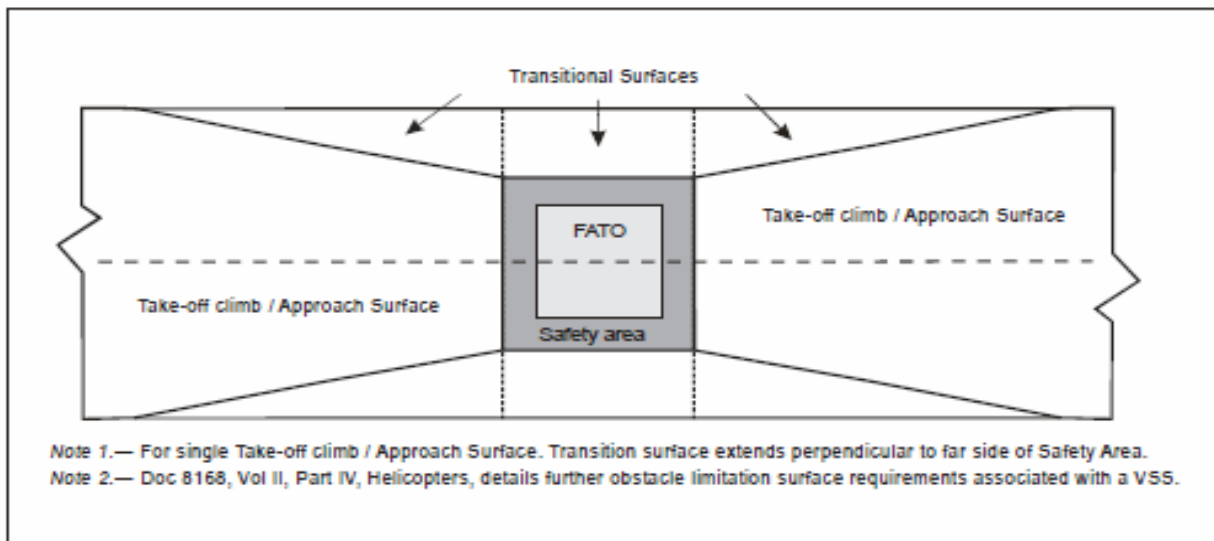 Transitional Surfaces
Take-off climb / Approach Surface
FATO
Take-off climb / Approach Surface
Safety area
Note 1.— For single Take-off climb / Approach Surface. Transition surface extends perpendicular to far side of Safety Area.
Note 2.— Doc 8168, Vol II, Part IV, Helicopters, details further obstacle limitation surface requirements associated with a VSS.